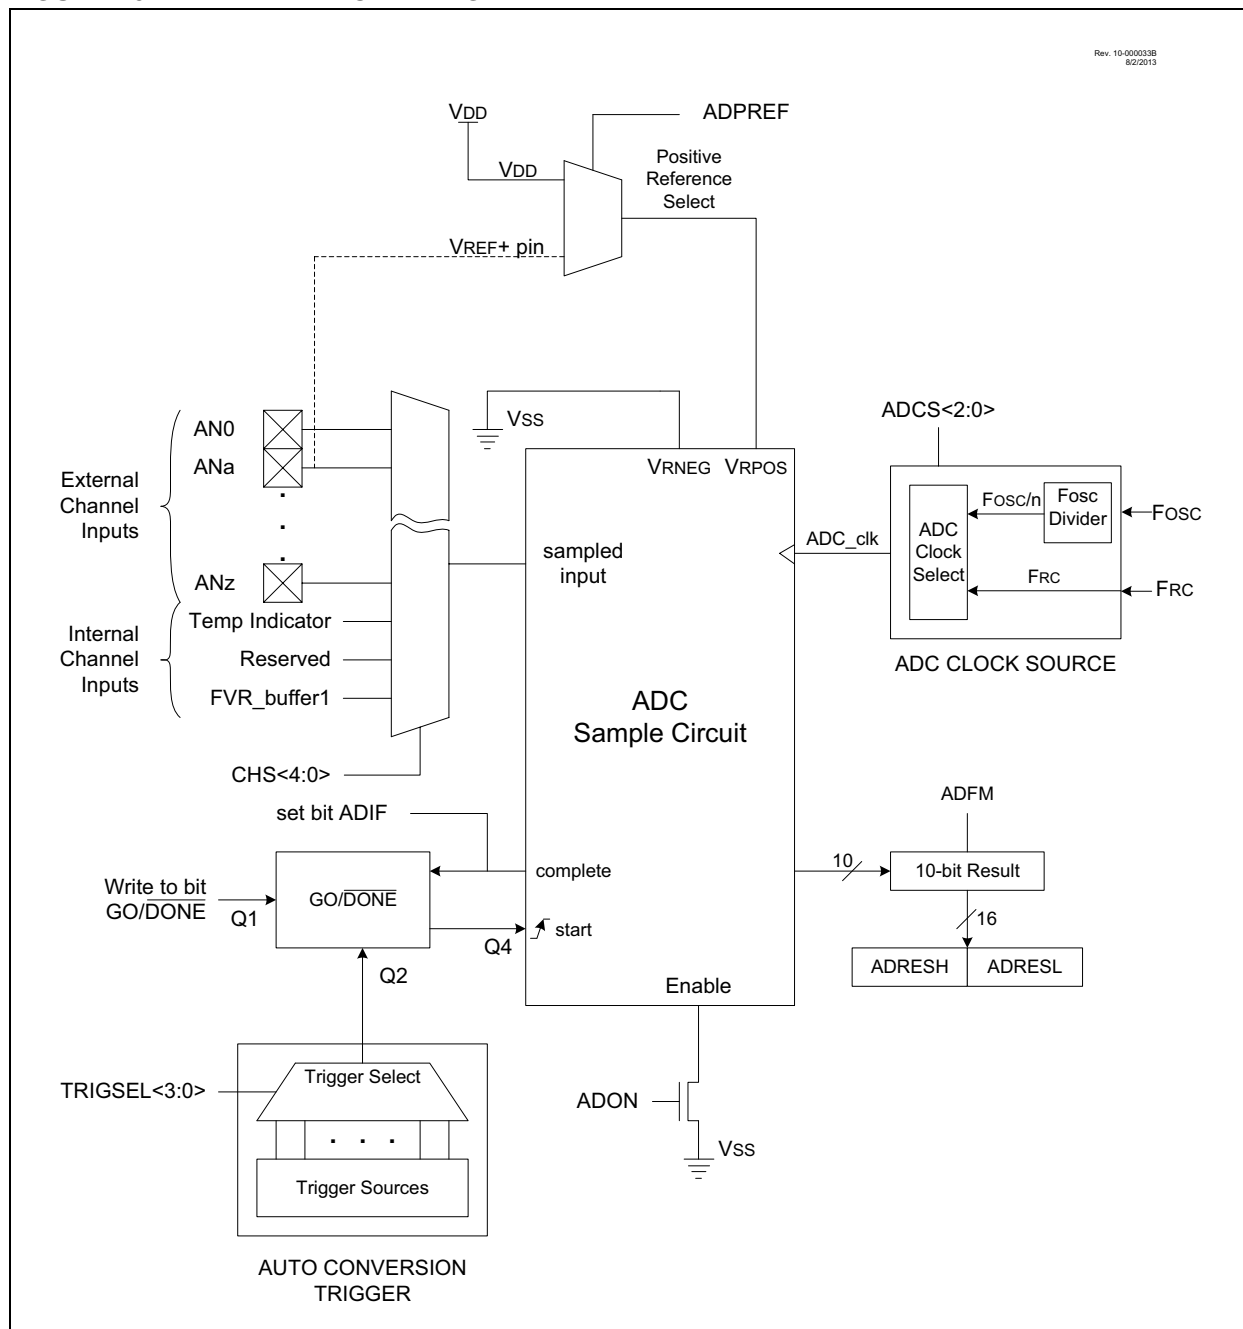 Rev. 10-000033B
8/2/2013
VDD
ADPREF
VDD
Positive
Reference
Select
VREF+ pin
VSS
ADCS<2:0>
AN0
ANa
External
Channel
Inputs
VRNEG
VRPOS
FOSC/n
Fosc
Divider
FOSC
ADC_clk
ADC
Clock
Select
sampled
input
FRC
FRC
ANz
Temp Indicator
Internal
Channel
Inputs
Reserved
ADC CLOCK SOURCE
FVR_buffer1
ADC
Sample Circuit
CHS<4:0>
set bit ADIF
ADFM
complete
10
10-bit Result
Write to bit
GO/DONE
Q1
GO/DONE
Q4
start
16
ADRESH
ADRESL
Q2
Enable
TRIGSEL<3:0>
Trigger Select
ADON
. . .
VSS
Trigger Sources
AUTO CONVERSION
TRIGGER